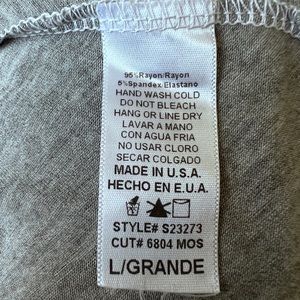 95% Rayon/Rayon
5% Spandex/Elastano
HAND WASH COLD
DO NOT BLEACH
HANG OR LINE DRY
LAVAR A MANO
CON AGUA FRIA
NO USAR CLORO
SECAR COLGADO
MADE IN U.S.A.
HECHO EN E.U.A.
STYLE# S23273
CUT# 6804 MOS
L/GRANDE